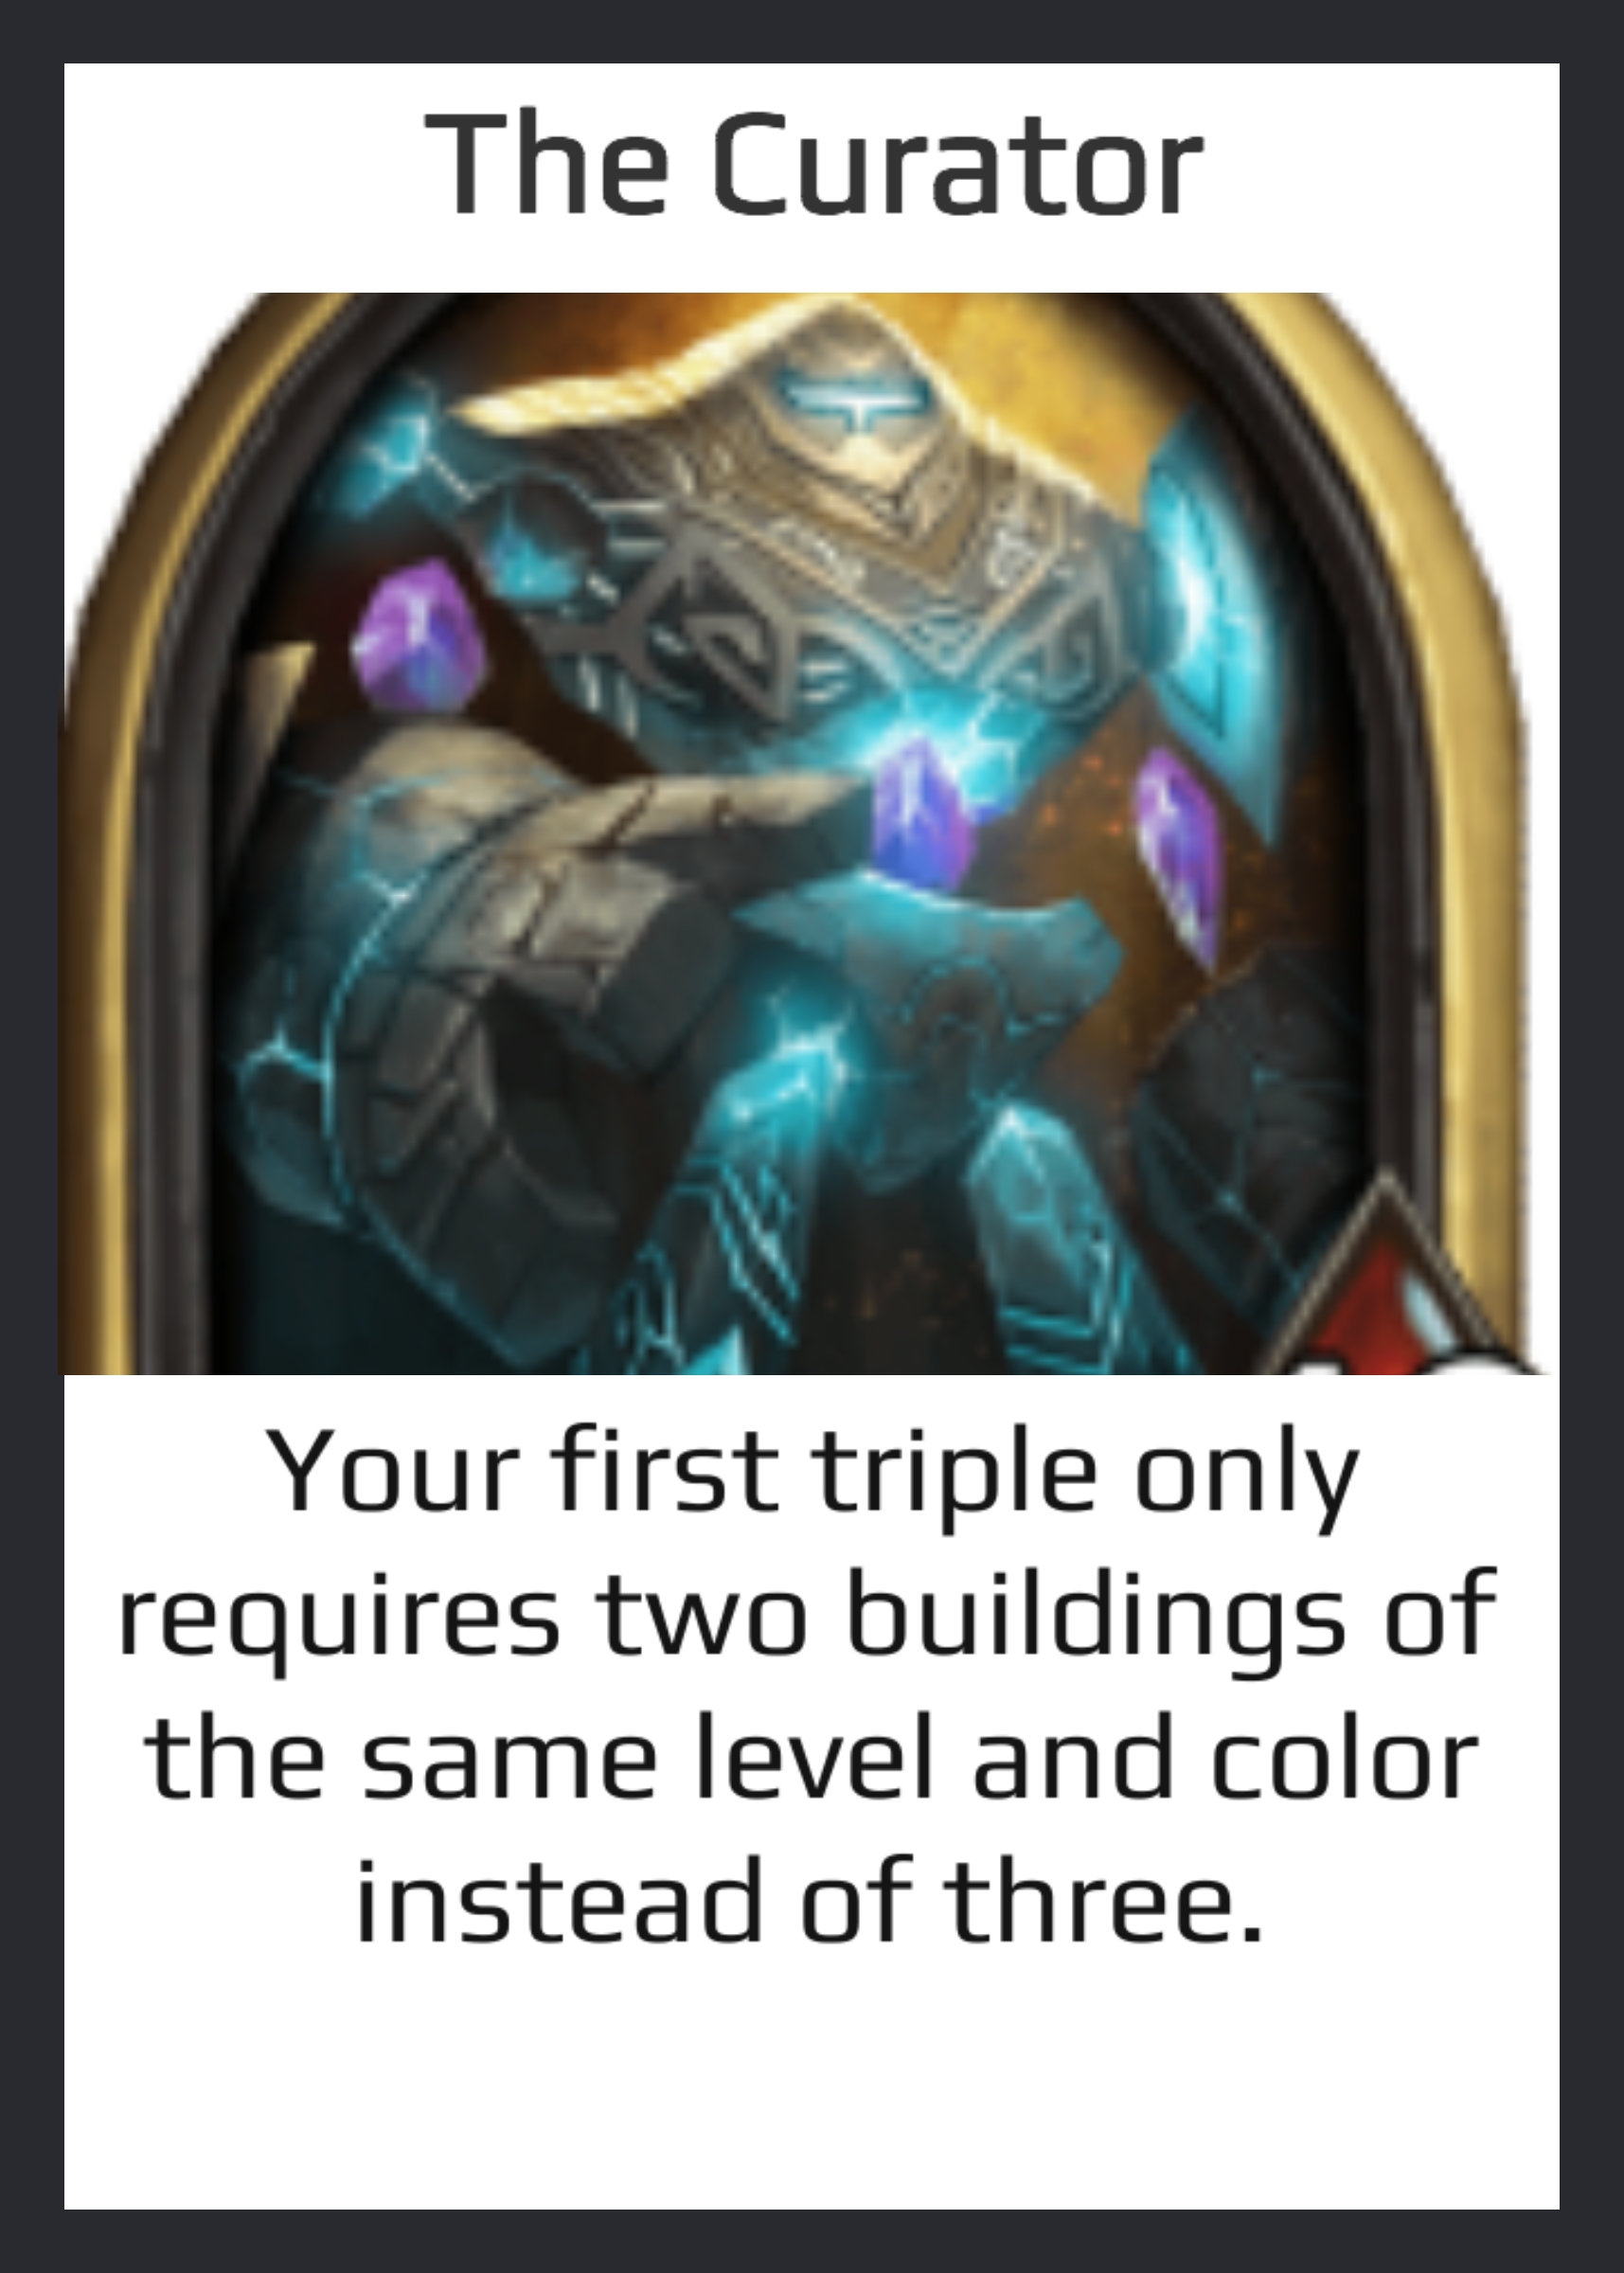 The Curator
Your first triple only
requires two buildings of
the same level and color
instead of three.